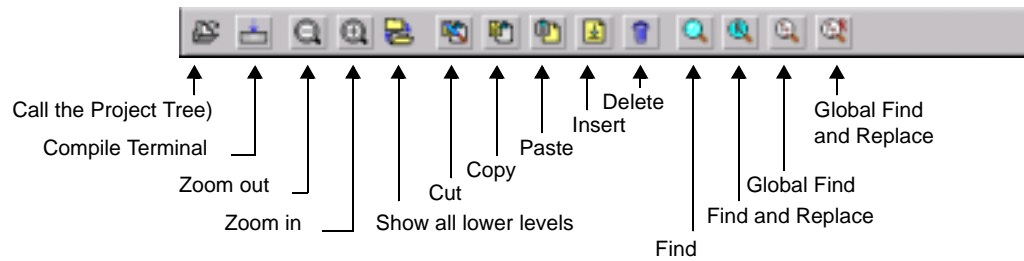 Call the Project Tree)
Compile Terminal
Zoom out
Zoom in
Show all lower levels
Cut
Copy
Paste
Insert
Delete
Find
Find and Replace
Global Find
Global Find
and Replace